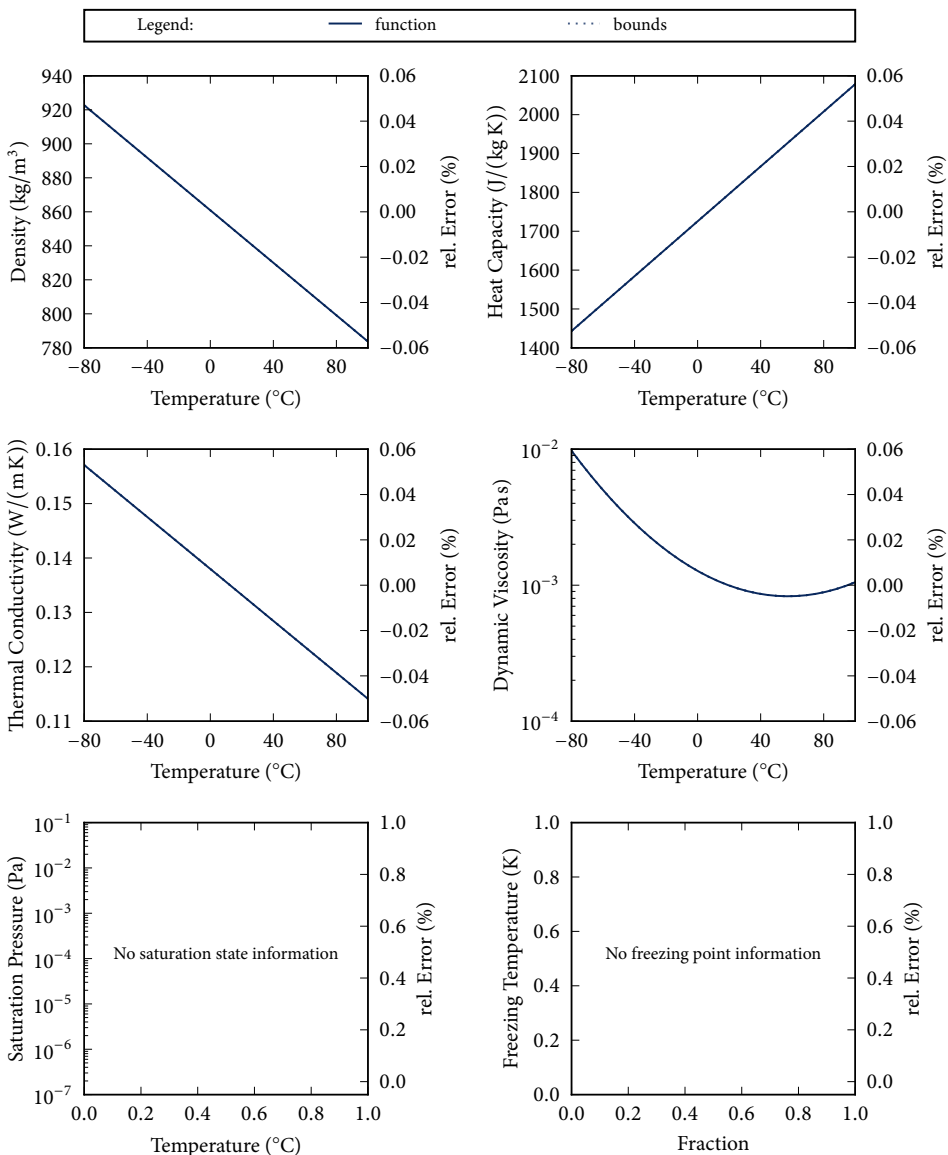 Legend: function bounds
940
920
900
880
860
840
820
800
780
Density (kg/m³)
0.06
0.04
0.02
0.00
−0.02
−0.04
−0.06
rel. Error (%)
−80 −40 0 40 80
Temperature (°C)
2100
2000
1900
1800
1700
1600
1500
1400
Heat Capacity (J/(kg K))
0.06
0.04
0.02
0.00
−0.02
−0.04
−0.06
rel. Error (%)
−80 −40 0 40 80
Temperature (°C)
0.16
0.15
0.14
0.13
0.12
0.11
Thermal Conductivity (W/(m K))
0.06
0.04
0.02
0.00
−0.02
−0.04
−0.06
rel. Error (%)
−80 −40 0 40 80
Temperature (°C)
10⁻²
10⁻³
10⁻⁴
Dynamic Viscosity (Pa s)
0.06
0.04
0.02
0.00
−0.02
−0.04
−0.06
rel. Error (%)
−80 −40 0 40 80
Temperature (°C)
10⁻¹
10⁻²
10⁻³
10⁻⁴
10⁻⁵
10⁻⁶
10⁻⁷
Saturation Pressure (Pa)
No saturation state information
1.0
0.8
0.6
0.4
0.2
0.0
rel. Error (%)
0.0 0.2 0.4 0.6 0.8 1.0
Temperature (°C)
1.0
0.8
0.6
0.4
0.2
0.0
Freezing Temperature (K)
No freezing point information
1.0
0.8
0.6
0.4
0.2
0.0
rel. Error (%)
0.0 0.2 0.4 0.6 0.8 1.0
Fraction